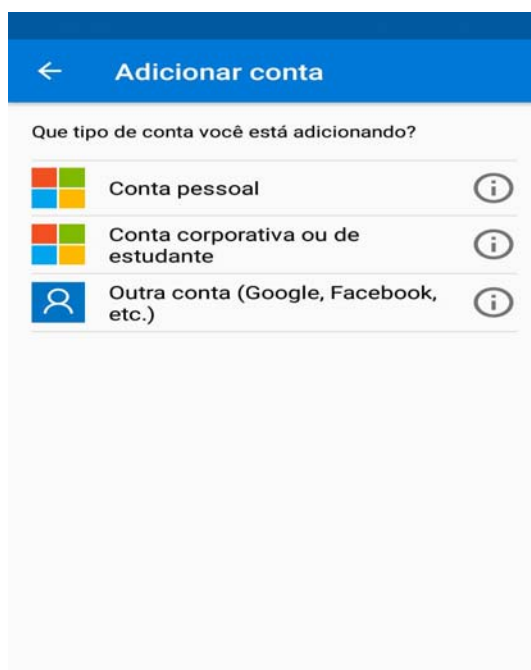 Adicionar conta
Que tipo de conta você está adicionando?
Conta pessoal
Conta corporativa ou de
estudante
Outra conta (Google, Facebook,
etc.)